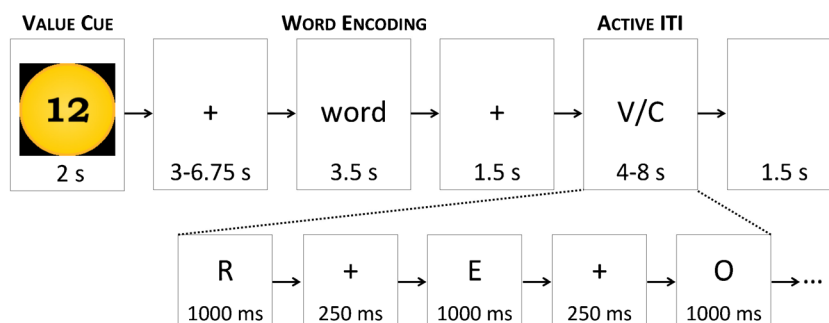 VALUE CUE WORD ENCODING ACTIVE ITI
12 + word + V/C
2 s 3-6.75 s 3.5 s 1.5 s 4-8 s 1.5 s
R + E + O ...
1000 ms 250 ms 1000 ms 250 ms 1000 ms